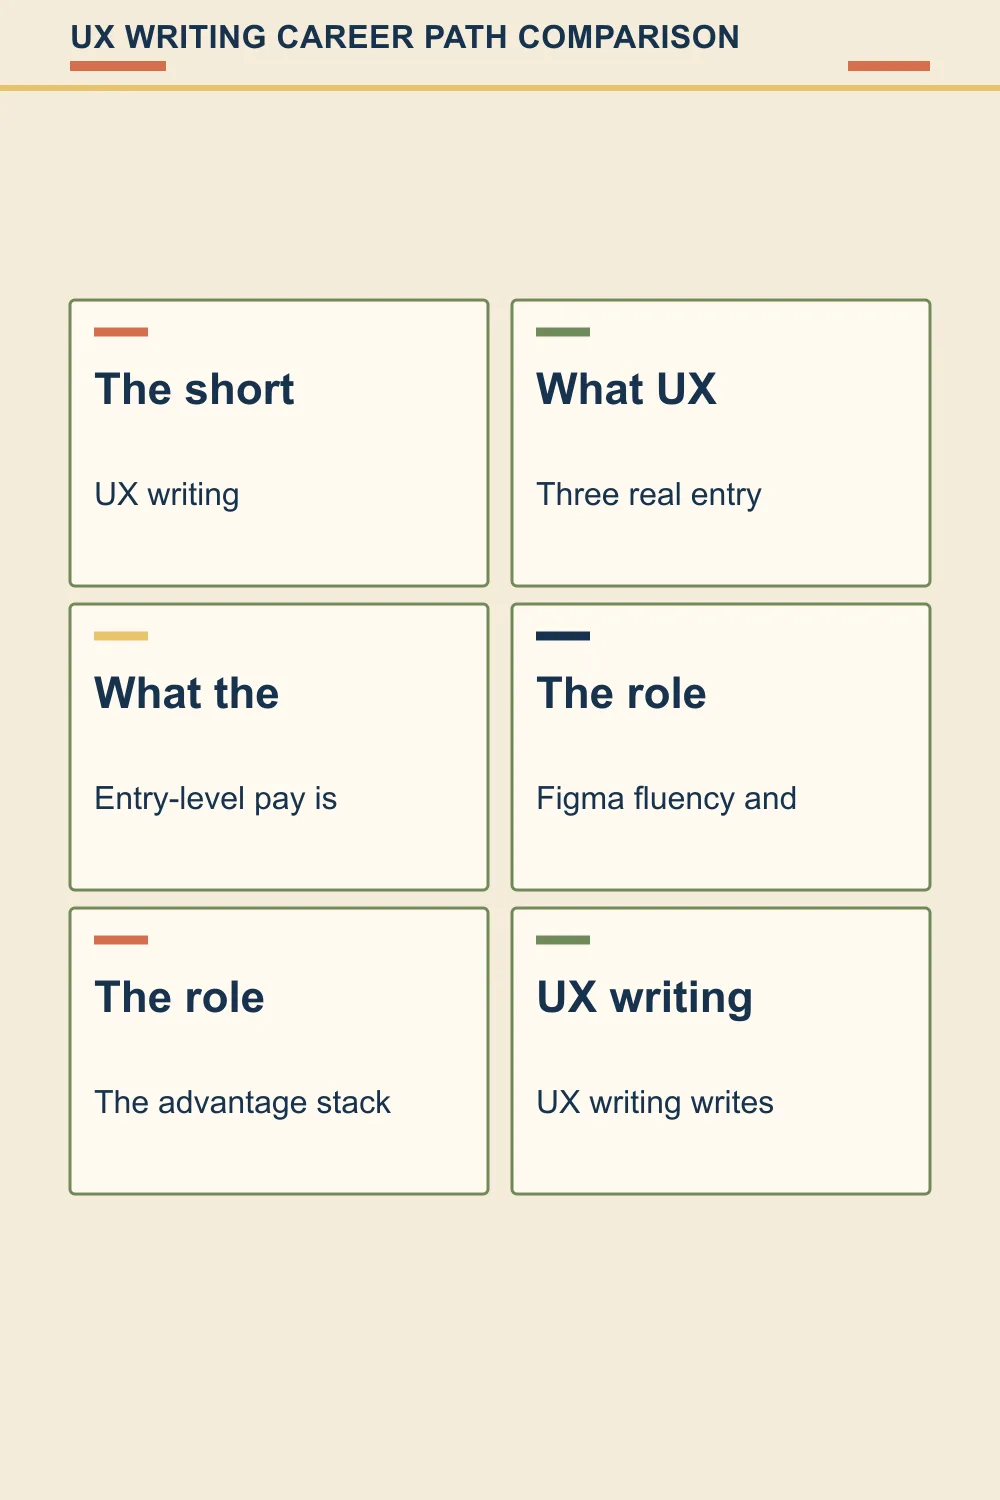 UX WRITING CAREER PATH COMPARISON
The short
UX writing
What UX
Three real entry
What the
Entry-level pay is
The role
Figma fluency and
The role
The advantage stack
UX writing
UX writing writes